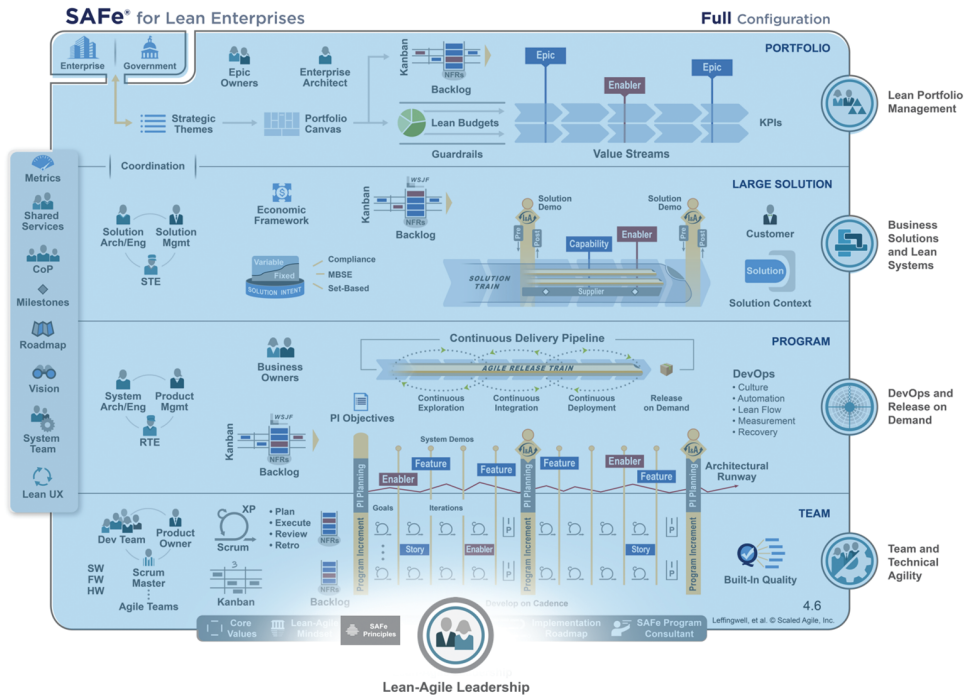 SAFe® for Lean Enterprises
Full Configuration
Enterprise
Government
Epic
Owners
Enterprise
Architect
Kanban
NFRs
Backlog
Epic
Enabler
Epic
PORTFOLIO
Strategic
Themes
Portfolio
Canvas
Lean Budgets
Guardrails
Value Streams
KPIs
Lean Portfolio
Management
Coordination
Metrics
Shared
Services
CoP
Milestones
Roadmap
Vision
System
Team
Lean UX
LARGE SOLUTION
Solution
Arch/Eng
Solution
Mgmt
STE
Economic
Framework
Variable
Fixed
SOLUTION INTENT
Compliance
MBSE
Set-Based
Kanban
WSJF
NFRs
Backlog
Solution
Demo
I&A
Pre
Post
Capability
Enabler
Solution
Demo
I&A
Pre
Post
SOLUTION
TRAIN
Supplier
Customer
Solution
Solution Context
Business
Solutions
and Lean
Systems
PROGRAM
System
Arch/Eng
Product
Mgmt
RTE
Business
Owners
Continuous Delivery Pipeline
AGILE RELEASE TRAIN
Continuous
Exploration
Continuous
Integration
Continuous
Deployment
Release
on Demand
DevOps
• Culture
• Automation
• Lean Flow
• Measurement
• Recovery
DevOps and
Release on
Demand
PI Objectives
Kanban
WSJF
NFRs
Backlog
System Demos
I&A
I&A
PI Planning
Enabler
Feature
Feature
PI Planning
Feature
Enabler
Feature
PI Planning
Architectural
Runway
TEAM
Dev Team
Product
Owner
Scrum
Master
SW
FW
HW
Agile Teams
XP
Scrum
• Plan
• Execute
• Review
• Retro
3
Kanban
NFRs
NFRs
Backlog
Program Increment
Goals
Iterations
Story
Enabler
I P
I P
Program Increment
Story
I P
I P
Program Increment
Develop on Cadence
Built-In Quality
Team and
Technical
Agility
4.6
Leffingwell, et al. © Scaled Agile, Inc.
Core
Values
Lean-Agile
Mindset
SAFe
Principles
Implementation
Roadmap
SAFe Program
Consultant
Lean-Agile Leadership